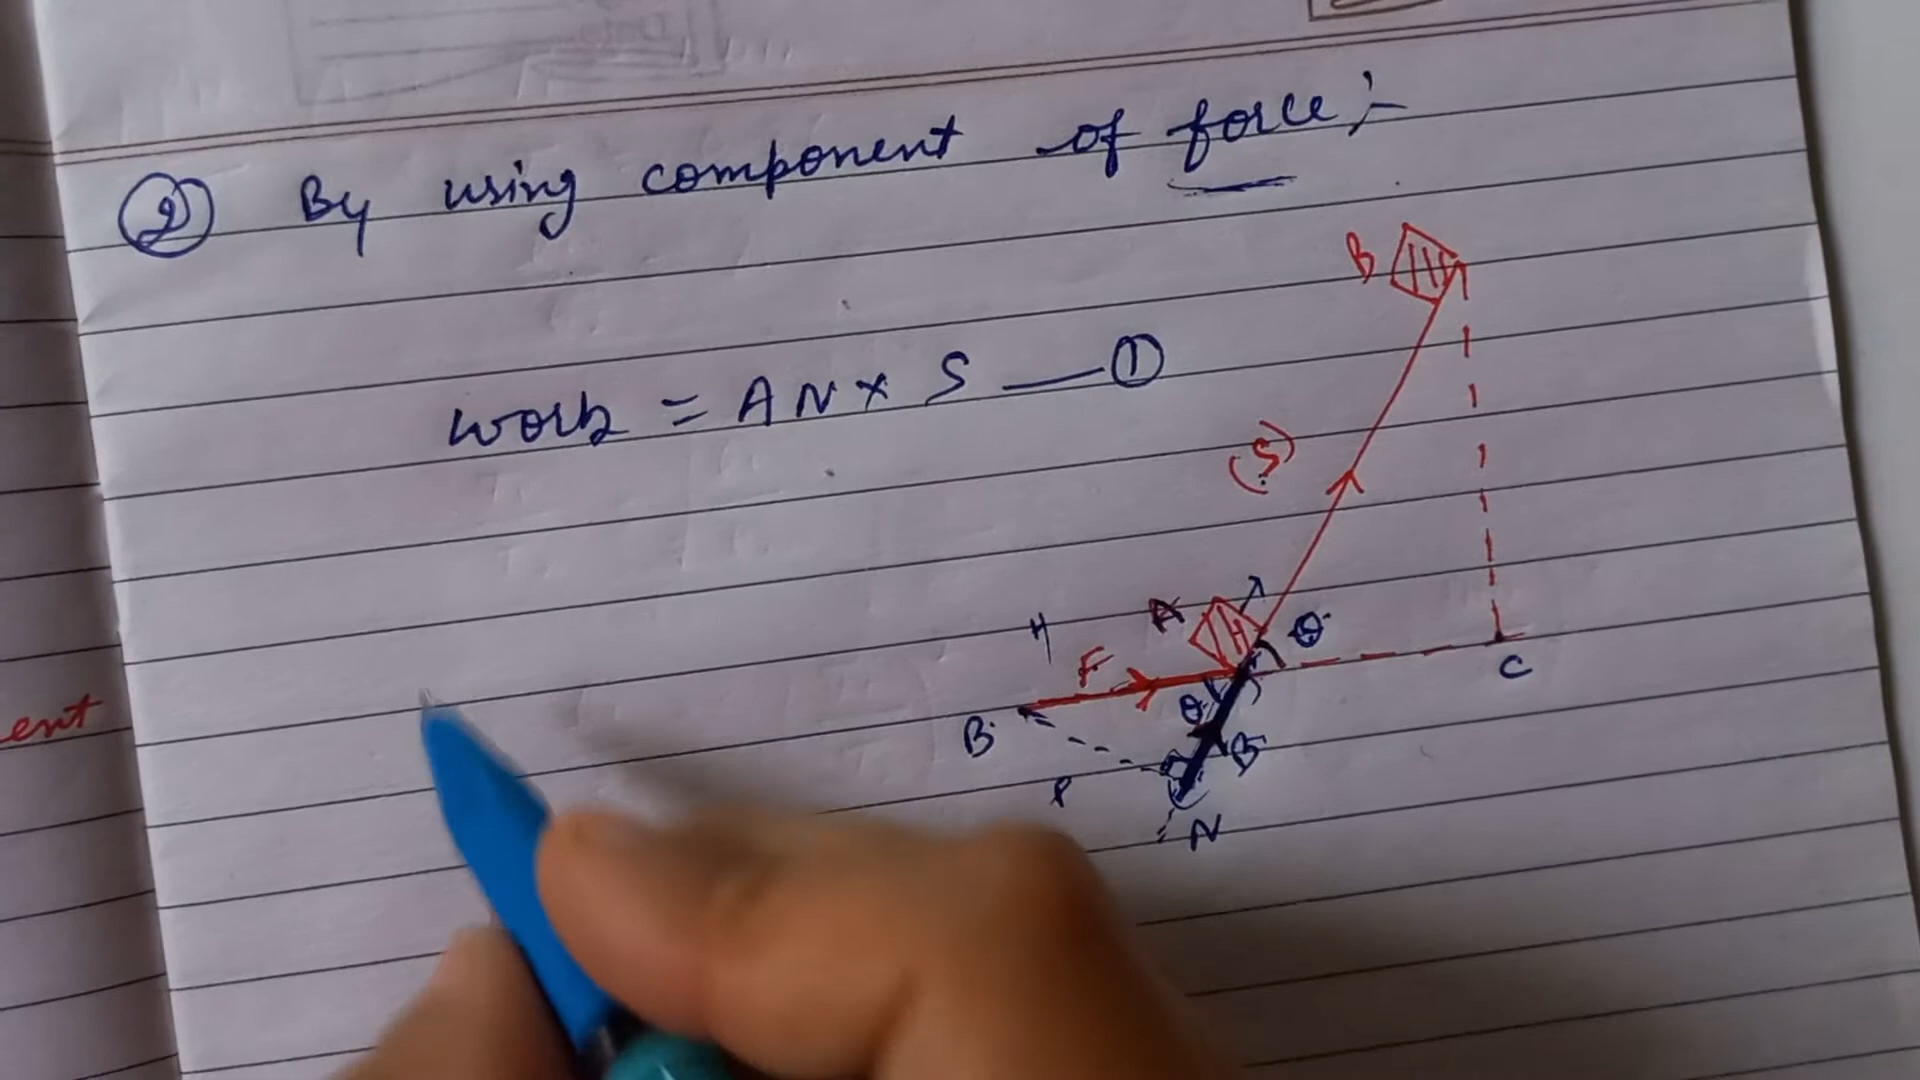 ② By using component of force;-
work = AN × S — ①
B
(S)
A
θ
H
F
C
B
θ
B
P
N
ent